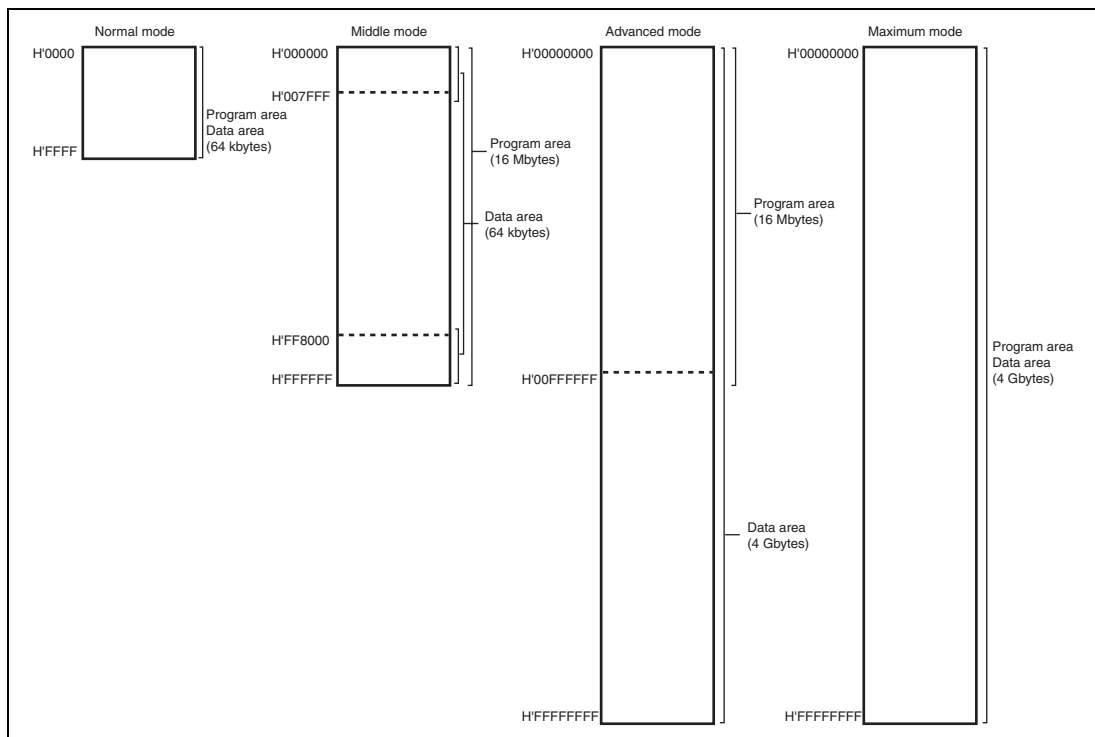 Normal mode
H'0000
H'FFFF
Program area
Data area
(64 kbytes)
Middle mode
H'000000
H'007FFF
H'FF8000
H'FFFFFF
Program area
(16 Mbytes)
Data area
(64 kbytes)
Advanced mode
H'00000000
H'00FFFFFF
H'FFFFFFFF
Program area
(16 Mbytes)
Data area
(4 Gbytes)
Maximum mode
H'00000000
H'FFFFFFFF
Program area
Data area
(4 Gbytes)